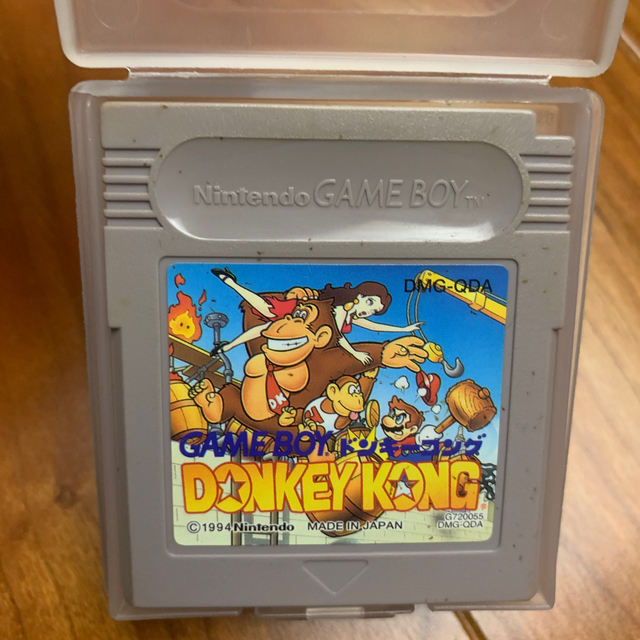 Nintendo GAME BOY TM
DMG-QDA
DK
GAME BOY ドンキーコング
DONKEY KONG
©1994 Nintendo MADE IN JAPAN
G720055
DMG-QDA